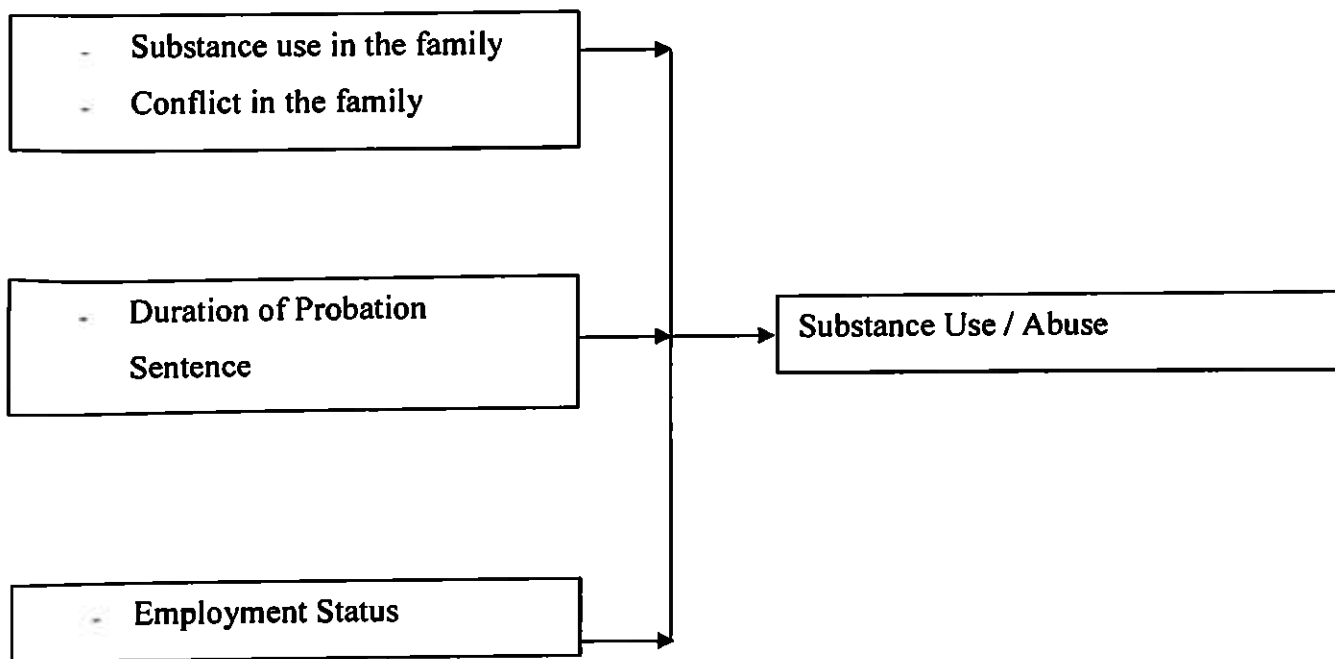 - Substance use in the family
- Conflict in the family
- Duration of Probation
Sentence
Substance Use / Abuse
- Employment Status